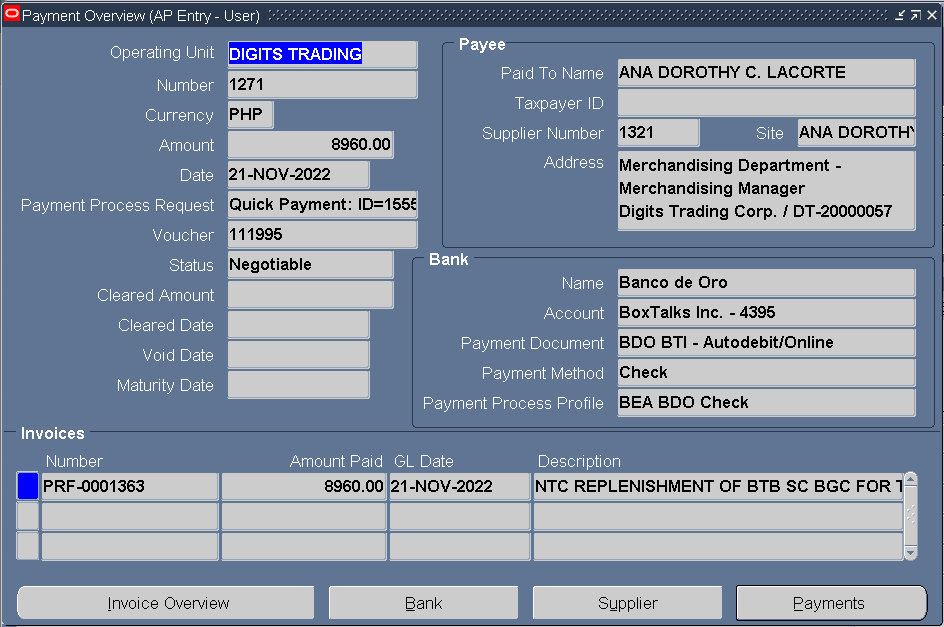 Payment Overview (AP Entry - User)
Operating Unit DIGITS TRADING
Number 1271
Currency PHP
Amount 8960.00
Date 21-NOV-2022
Payment Process Request Quick Payment: ID=1555
Voucher 111995
Status Negotiable
Cleared Amount
Cleared Date
Void Date
Maturity Date
Payee
Paid To Name ANA DOROTHY C. LACORTE
Taxpayer ID
Supplier Number 1321 Site ANA DOROTHY
Address Merchandising Department -
Merchandising Manager
Digits Trading Corp. / DT-20000057
Bank
Name Banco de Oro
Account BoxTalks Inc. - 4395
Payment Document BDO BTI - Autodebit/Online
Payment Method Check
Payment Process Profile BEA BDO Check
Invoices
Number Amount Paid GL Date Description
PRF-0001363 8960.00 21-NOV-2022 NTC REPLENISHMENT OF BTB SC BGC FOR T
Invoice Overview Bank Supplier Payments